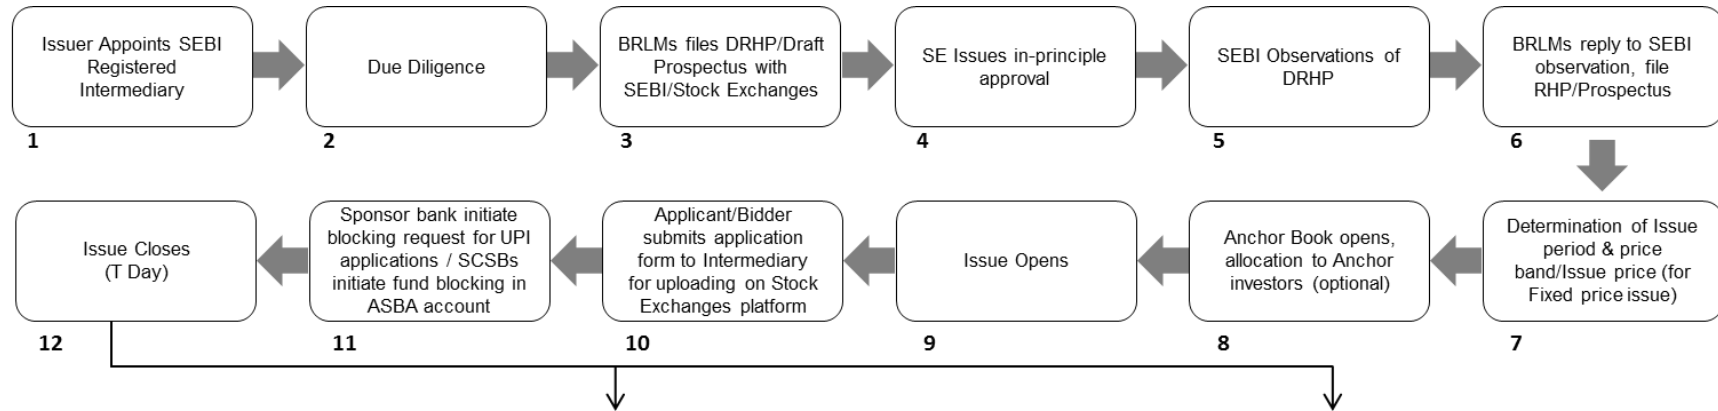 Issuer Appoints SEBI
Registered
Intermediary
1
Due Diligence
2
BRLMs files DRHP/Draft
Prospectus with
SEBI/Stock Exchanges
3
SE Issues in-principle
approval
4
SEBI Observations of
DRHP
5
BRLMs reply to SEBI
observation, file
RHP/Prospectus
6
Determination of Issue
period & price
band/Issue price (for
Fixed price issue)
7
Anchor Book opens,
allocation to Anchor
investors (optional)
8
Issue Opens
9
Applicant/Bidder
submits application
form to Intermediary
for uploading on Stock
Exchanges platform
10
Sponsor bank initiate
blocking request for UPI
applications / SCSBs
initiate fund blocking in
ASBA account
11
Issue Closes
(T Day)
12